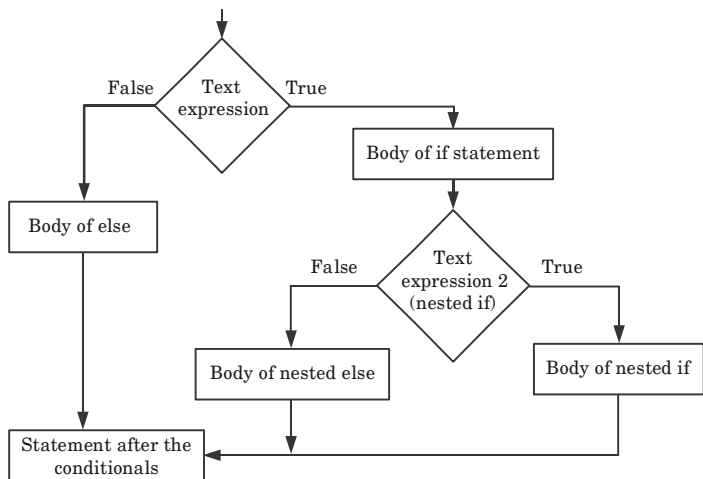 Text
expression
False
True
Body of if statement
Body of else
Text
expression 2
(nested if)
False
True
Body of nested else
Body of nested if
Statement after the
conditionals